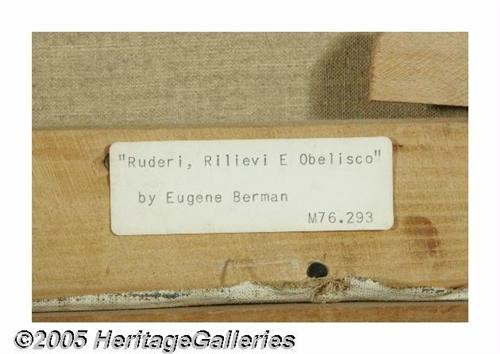 "Ruderi, Rilievi E Obelisco"
by Eugene Berman
M76.293
©2005 HeritageGalleries